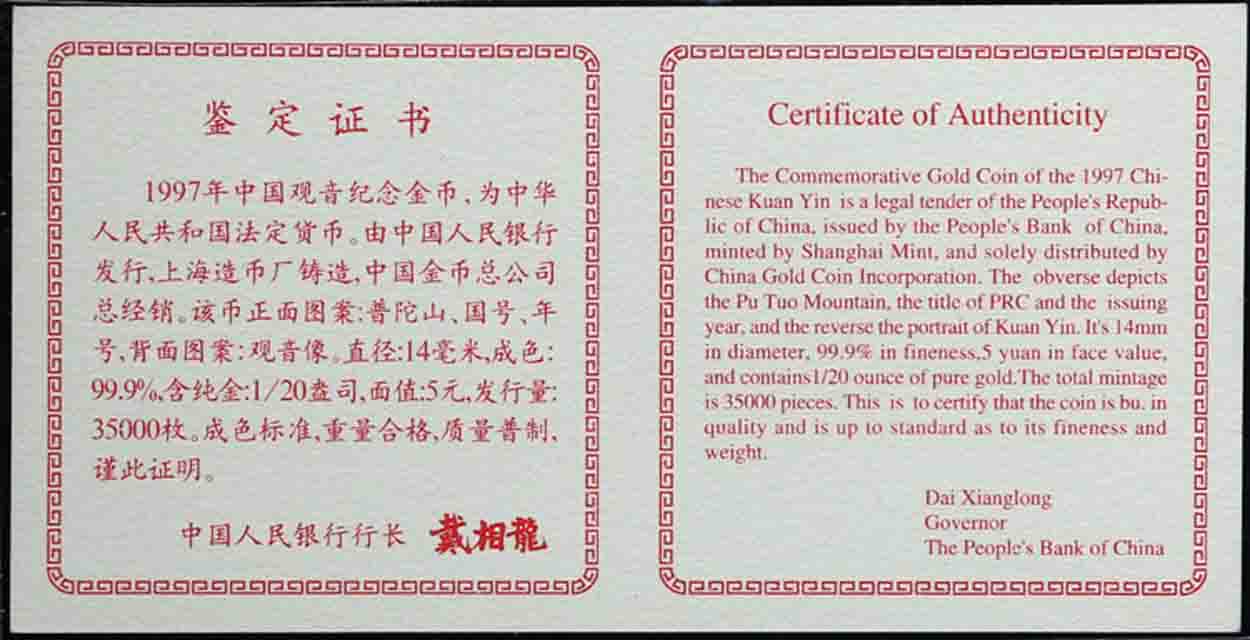 鉴定证书
1997年中国观音纪念金币,为中华
人民共和国法定货币。由中国人民银行
发行,上海造币厂铸造,中国金币总公司
总经销。该币正面图案:普陀山、国号、年
号,背面图案:观音像。直径:14毫米,成色:
99.9%,含纯金:1/20盎司,面值:5元,发行量:
35000枚。成色标准,重量合格,质量普制,
谨此证明。
中国人民银行行长 戴相龍
Certificate of Authenticity
The Commemorative Gold Coin of the 1997 Chi-
nese Kuan Yin is a legal tender of the People's Repub-
lic of China, issued by the People's Bank of China,
minted by Shanghai Mint, and solely distributed by
China Gold Coin Incorporation. The obverse depicts
the Pu Tuo Mountain, the title of PRC and the issuing
year, and the reverse the portrait of Kuan Yin. It's 14mm
in diameter, 99.9% in fineness,5 yuan in face value,
and contains1/20 ounce of pure gold.The total mintage
is 35000 pieces. This is to certify that the coin is bu. in
quality and is up to standard as to its fineness and
weight.
Dai Xianglong
Governor
The People's Bank of China